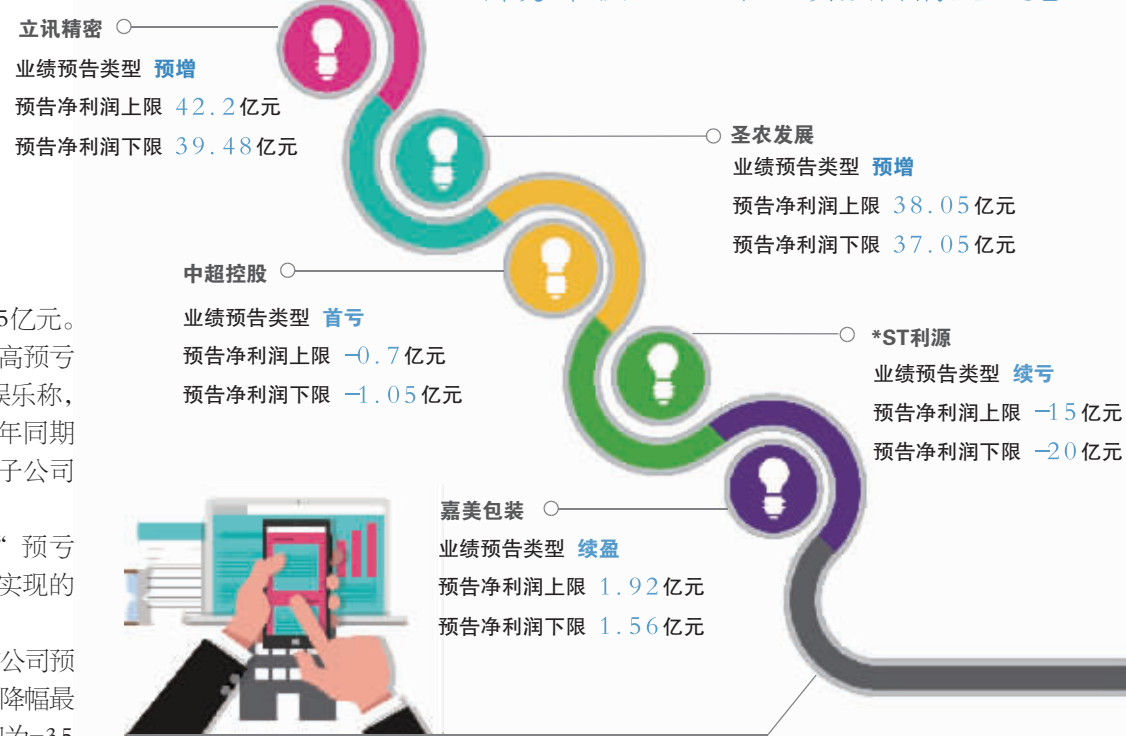 立讯精密
业绩预告类型 预增
预告净利润上限 42.2亿元
预告净利润下限 39.48亿元
圣农发展
业绩预告类型 预增
预告净利润上限 38.05亿元
预告净利润下限 37.05亿元
中超控股
业绩预告类型 首亏
预告净利润上限 -0.7亿元
预告净利润下限 -1.05亿元
*ST利源
业绩预告类型 续亏
预告净利润上限 -15亿元
预告净利润下限 -20亿元
嘉美包装
业绩预告类型 续盈
预告净利润上限 1.92亿元
预告净利润下限 1.56亿元
5亿元。
高预亏
娱乐称,
年同期
子公司
“ 预亏
实现的
公司预
降幅最
为-35